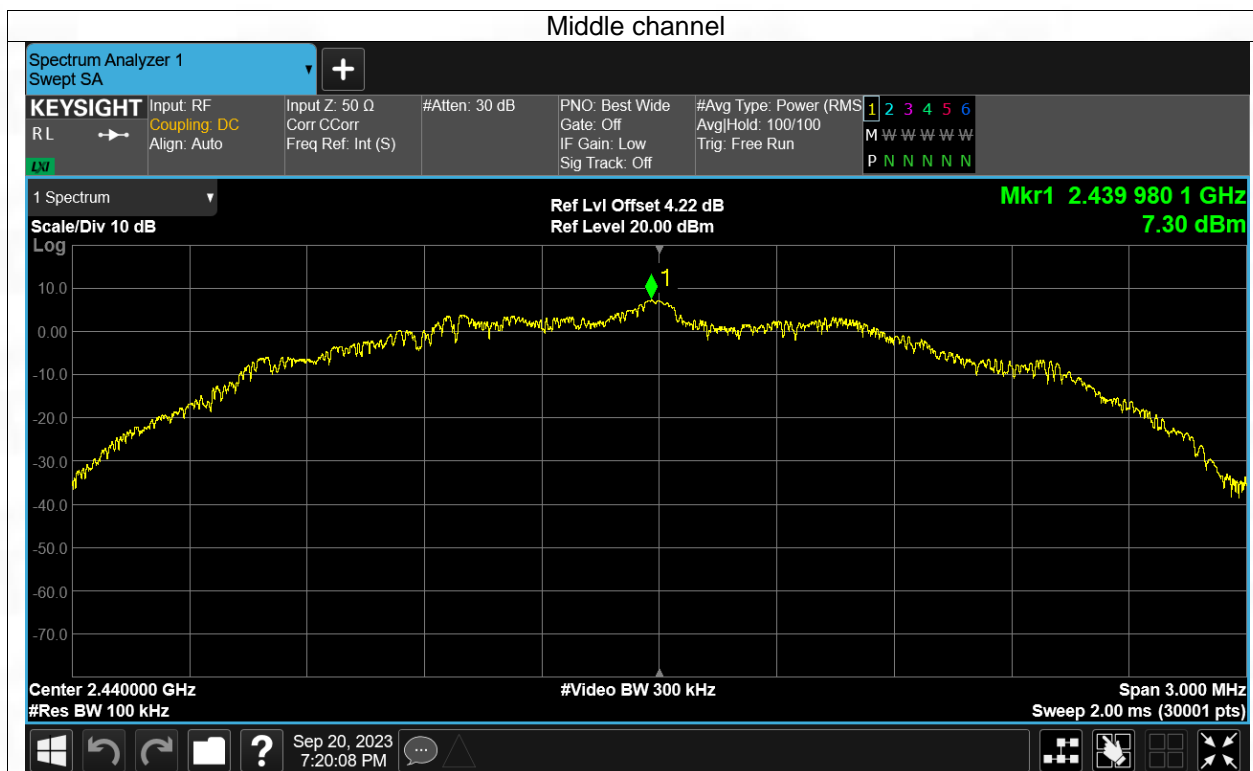 Middle channel
Spectrum Analyzer 1
Swept SA
+
KEYSIGHT
RL
LXI
Input: RF
Coupling: DC
Align: Auto
Input Z: 50 Ω
Corr CCorr
Freq Ref: Int (S)
#Atten: 30 dB
PNO: Best Wide
Gate: Off
IF Gain: Low
Sig Track: Off
#Avg Type: Power (RMS
Avg|Hold: 100/100
Trig: Free Run
1 2 3 4 5 6
M W W W W W
P N N N N N
1 Spectrum
Scale/Div 10 dB
Ref Lvl Offset 4.22 dB
Ref Level 20.00 dBm
Mkr1 2.439 980 1 GHz
7.30 dBm
Log
1
10.0
0.00
-10.0
-20.0
-30.0
-40.0
-50.0
-60.0
-70.0
Center 2.440000 GHz
#Res BW 100 kHz
#Video BW 300 kHz
Span 3.000 MHz
Sweep 2.00 ms (30001 pts)
?
Sep 20, 2023
7:20:08 PM